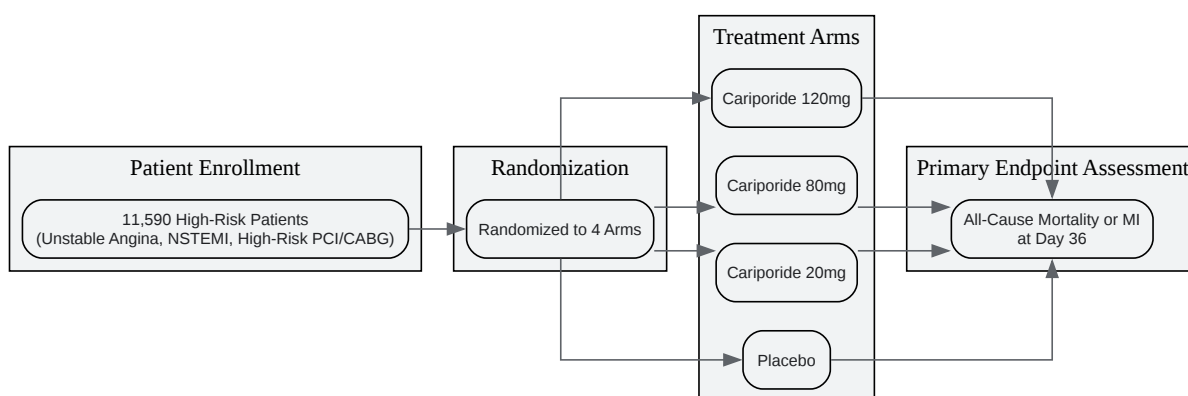 Patient Enrollment
11,590 High-Risk Patients
(Unstable Angina, NSTEMI, High-Risk PCI/CABG)
Randomization
Randomized to 4 Arms
Treatment Arms
Cariporide 120mg
Cariporide 80mg
Cariporide 20mg
Placebo
Primary Endpoint Assessment
All-Cause Mortality or MI
at Day 36